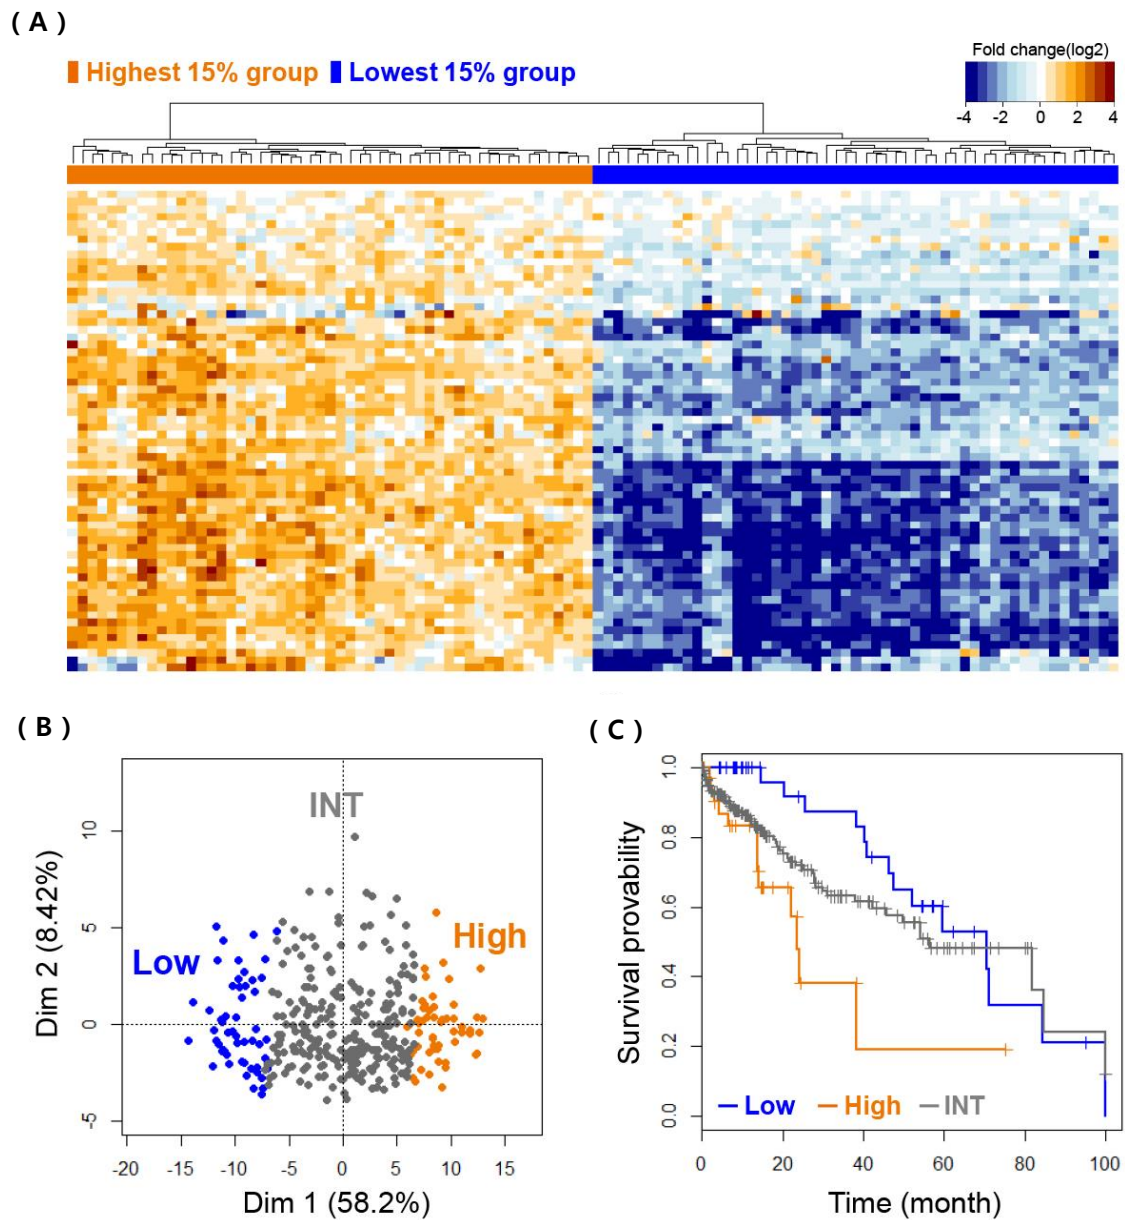 ( A )
Fold change(log2)
Highest 15% group Lowest 15% group
-4 -2 0 2 4
( B )
( C )
INT
High
Low
Dim 2 (8.42%)
10
5
0
-5
-20 -15 -10 -5 0 5 10 15
Dim 1 (58.2%)
Survival provability
1.0
0.8
0.6
0.4
0.2
0.0
Low High INT
0 20 40 60 80 100
Time (month)